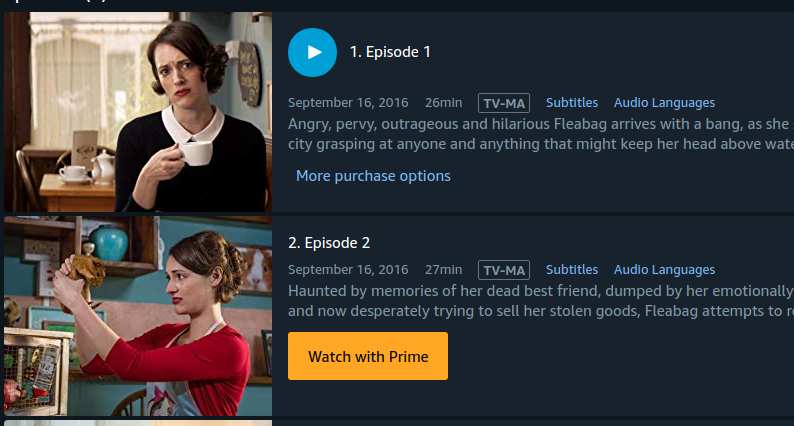 1. Episode 1
September 16, 2016 26min TV-MA Subtitles Audio Languages
Angry, pervy, outrageous and hilarious Fleabag arrives with a bang, as she
city grasping at anyone and anything that might keep her head above wate
More purchase options
2. Episode 2
September 16, 2016 27min TV-MA Subtitles Audio Languages
Haunted by memories of her dead best friend, dumped by her emotionally
and now desperately trying to sell her stolen goods, Fleabag attempts to r
Watch with Prime